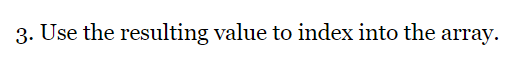 3. Use the resulting value to index into the array.